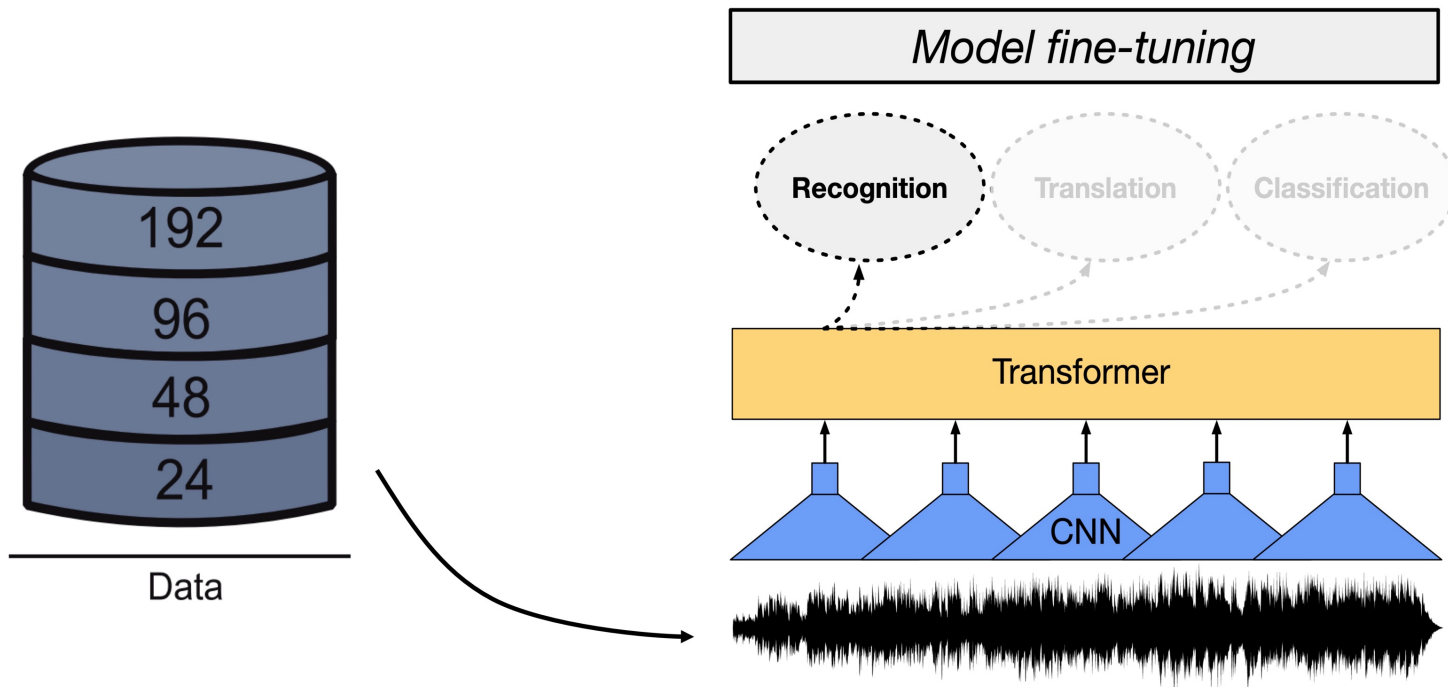 192
96
48
24
Data
Model fine-tuning
Recognition
Translation
Classification
Transformer
CNN